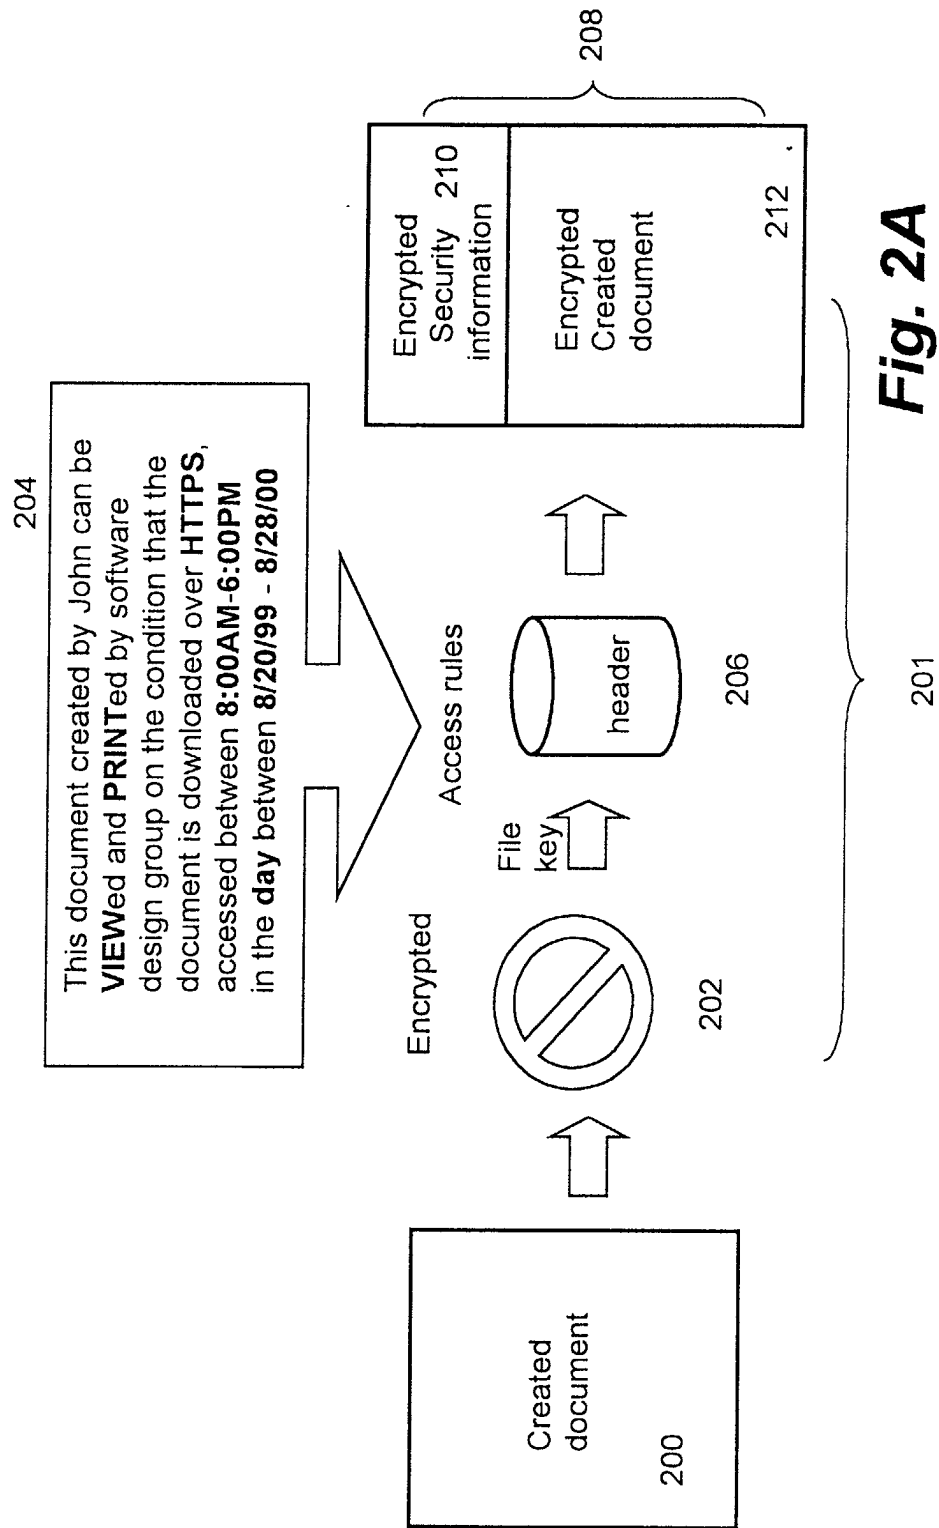 204
This document created by John can be
VIEWed and PRINTed by software
design group on the condition that the
document is downloaded over HTTPS,
accessed between 8:00AM-6:00PM
in the day between 8/20/99 - 8/28/00
Created
document
200
Encrypted
202
File
key
Access rules
header
206
Encrypted
Security 210
information
Encrypted
Created
document
212
208
201
Fig. 2A